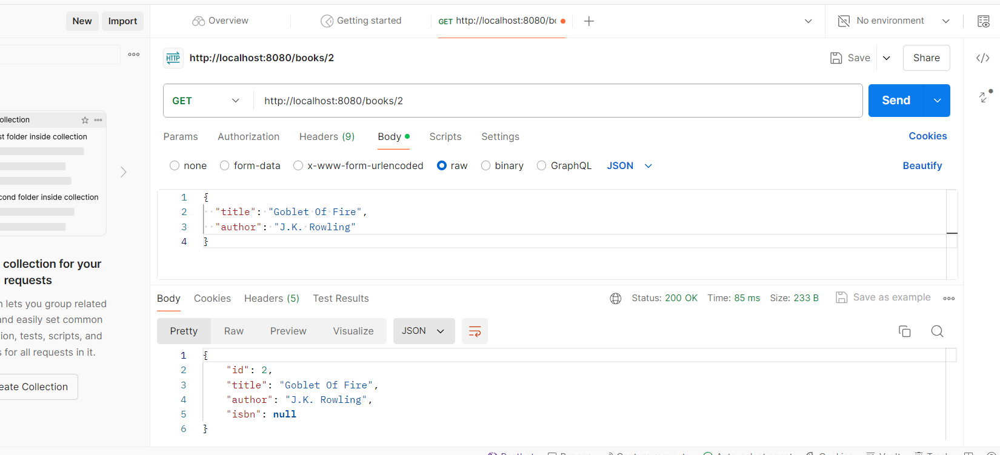 New Import
Overview Getting started GET http://localhost:8080/bo No environment
HTTP http://localhost:8080/books/2 Save Share
GET http://localhost:8080/books/2 Send
ollection
st folder inside collection
cond folder inside collection
collection for your
requests
n lets you group related
and easily set common
ion, tests, scripts, and
s for all requests in it.
eate Collection
Params Authorization Headers (9) Body Scripts Settings Cookies
none form-data x-www-form-urlencoded raw binary GraphQL JSON Beautify
1 {
2 "title": "Goblet Of Fire",
3 "author": "J.K. Rowling"
4 }
Body Cookies Headers (5) Test Results Status: 200 OK Time: 85 ms Size: 233 B Save as example
Pretty Raw Preview Visualize JSON
1 {
2 "id": 2,
3 "title": "Goblet Of Fire",
4 "author": "J.K. Rowling",
5 "isbn": null
6 }